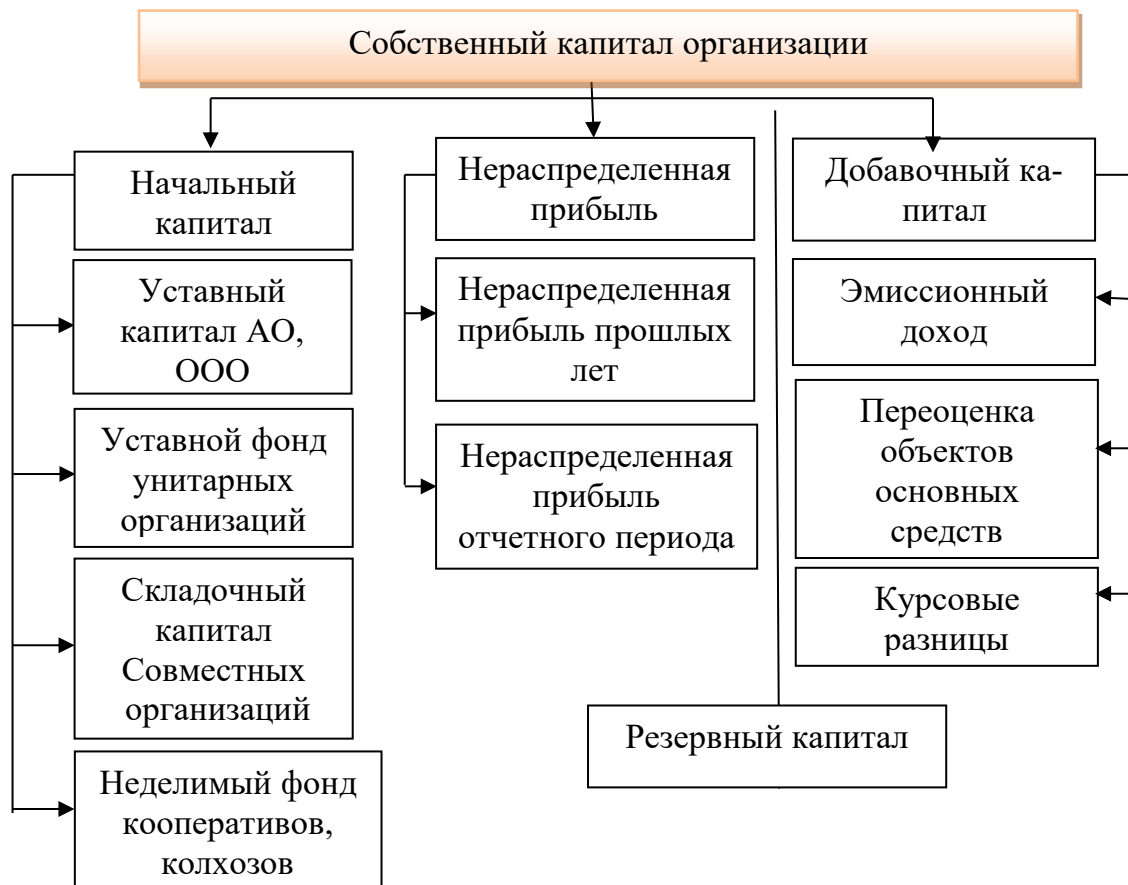 Собственный капитал организации
Начальный
капитал
Уставный
капитал АО,
ООО
Уставной фонд
унитарных
организаций
Складочный
капитал
Совместных
организаций
Неделимый фонд
кооперативов,
колхозов
Нераспределенная
прибыль
Нераспределенная
прибыль прошлых
лет
Нераспределенная
прибыль
отчетного периода
Добавочный ка-
питал
Эмиссионный
доход
Переоценка
объектов
основных
средств
Курсовые
разницы
Резервный капитал